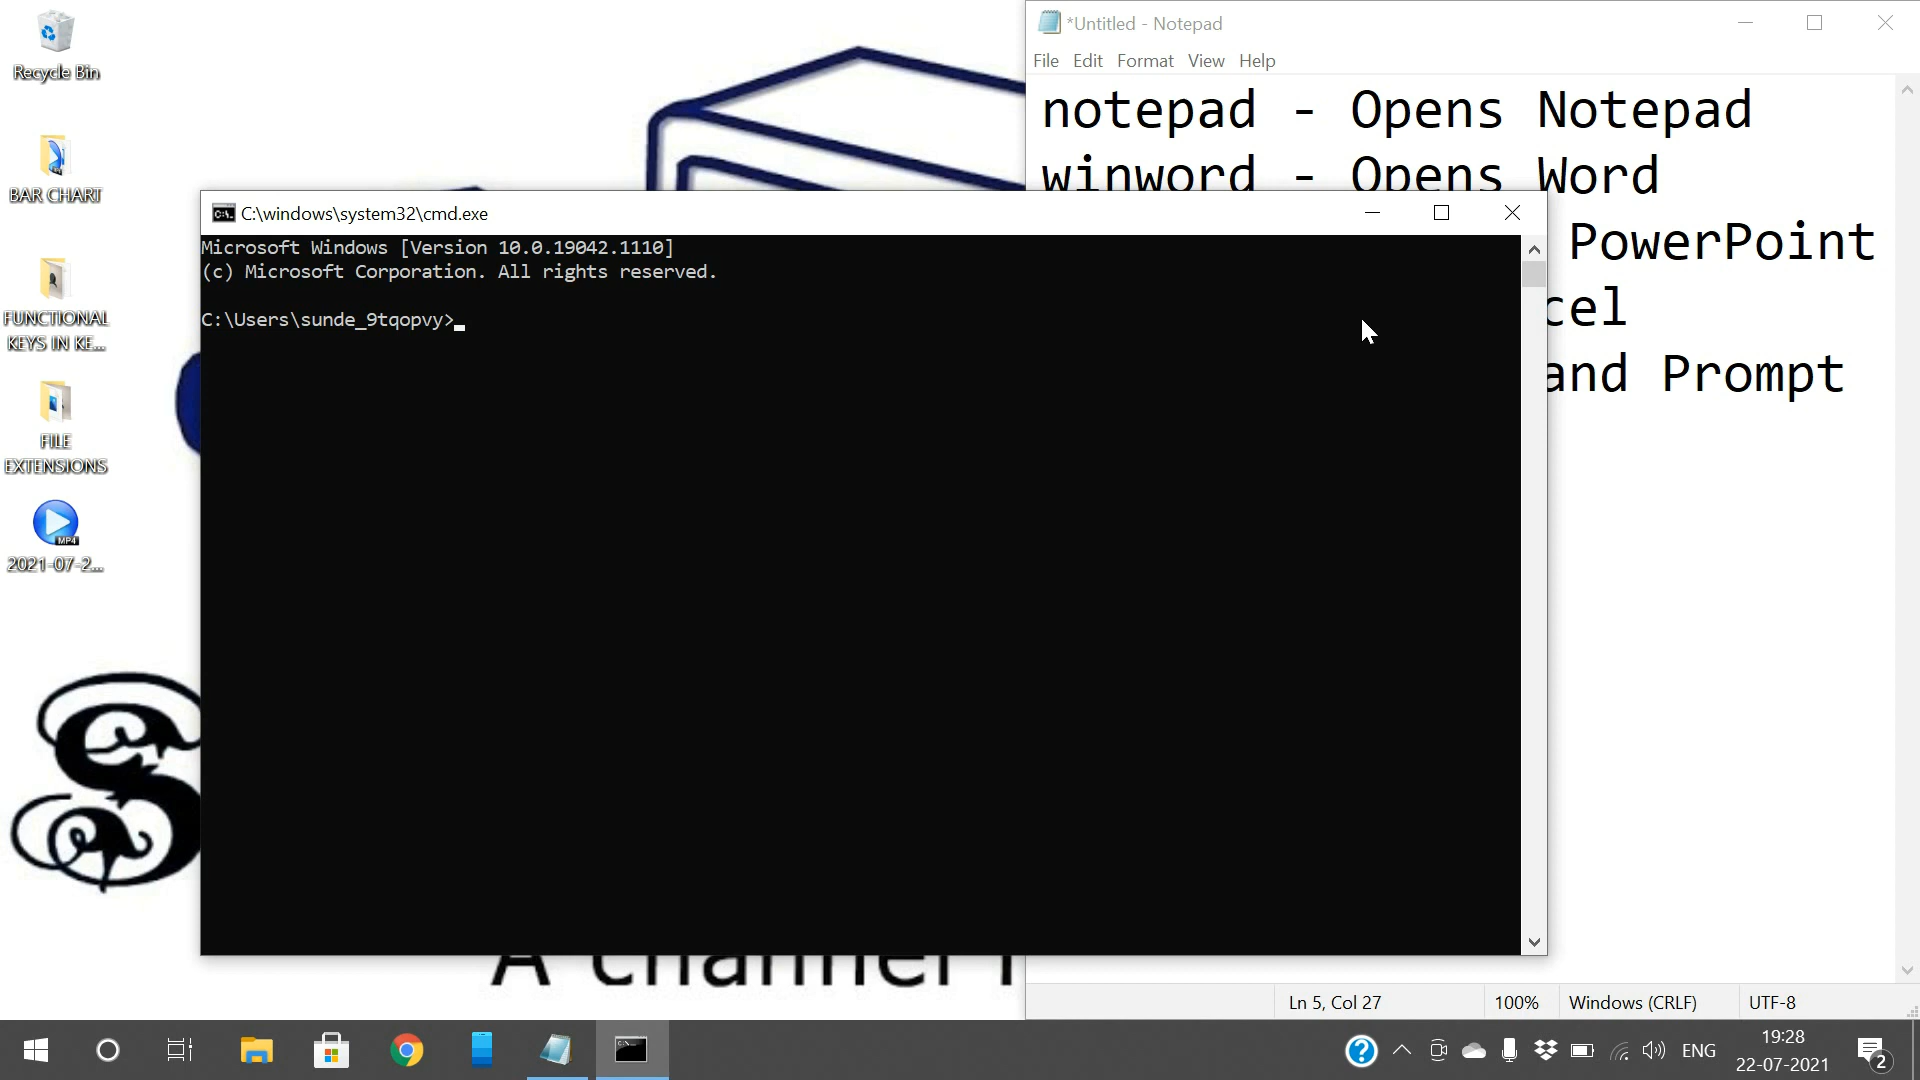 Recycle Bin
BAR CHART
FUNCTIONAL
KEYS IN KE...
FILE
EXTENSIONS
MP4
2021-07-2...
*Untitled - Notepad
File Edit Format View Help
notepad - Opens Notepad
winword - Opens Word
PowerPoint
cel
and Prompt
C:\windows\system32\cmd.exe
Microsoft Windows [Version 10.0.19042.1110]
(c) Microsoft Corporation. All rights reserved.
C:\Users\sunde_9tqopvy>
A channel
Ln 5, Col 27
100%
Windows (CRLF)
UTF-8
ENG
19:28
22-07-2021
2